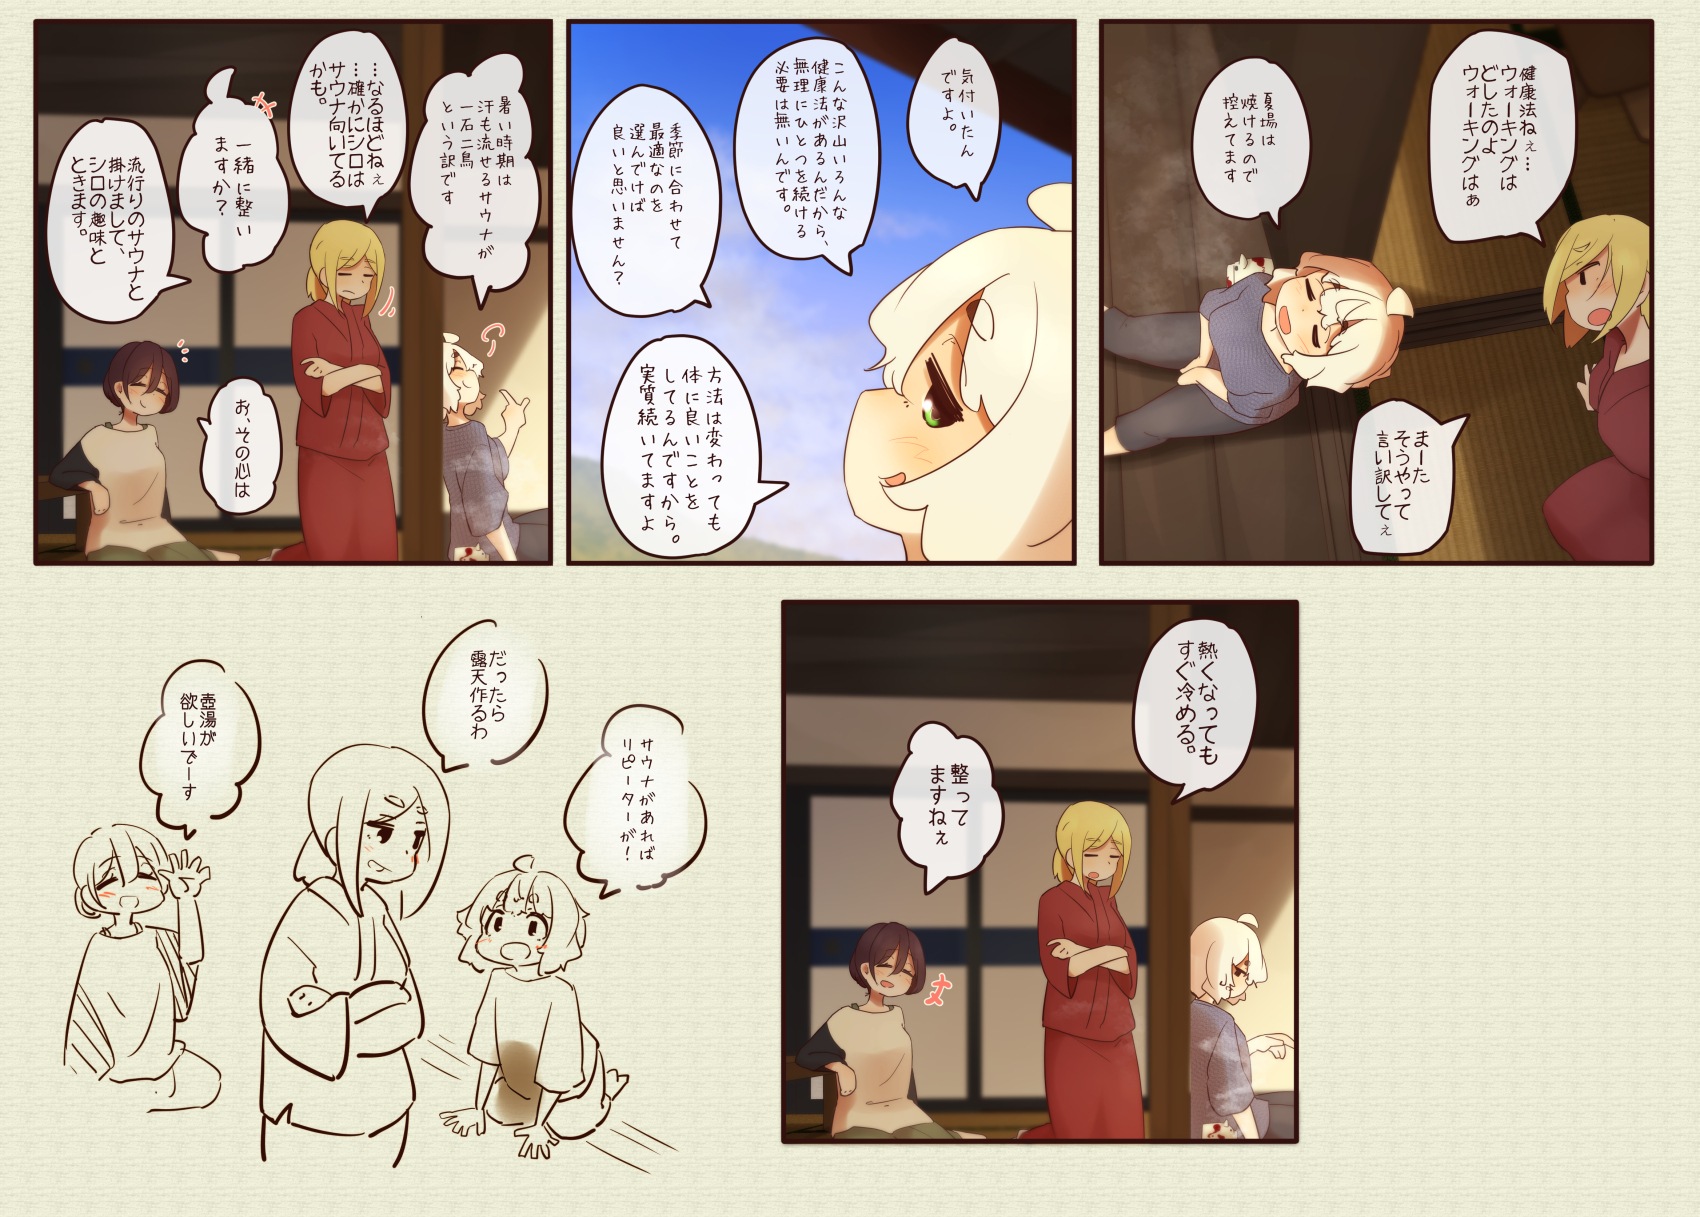 健康法ねぇ…
ウォーキングは
どしたのよ
ウォーキングはぁ
夏場は
焼けるので
控えてます
まーた
そうやって
言い訳してぇ
気付いたん
ですよ。
こんな沢山いろんな
健康法があるんだから、
無理にひとつを続ける
必要は無いんです。
季節に合わせて
最適なのを
選んでけば
良いと思いません？
方法は変わっても
体に良いことを
してるんですから。
実質続いてますよ
暑い時期は
汗も流せるサウナが
一石二鳥
という訳です
…なるほどねぇ
…確かにシロは
サウナ向いてる
かも。
一緒に整い
ますか？
お、その心は
流行りのサウナと
掛けまして、
シロの趣味と
ときます。
熱くなっても
すぐ冷める。
整って
ますねぇ
サウナがあれば
リピーターが！
だったら
露天作るわ
壺湯が
欲しいでーす